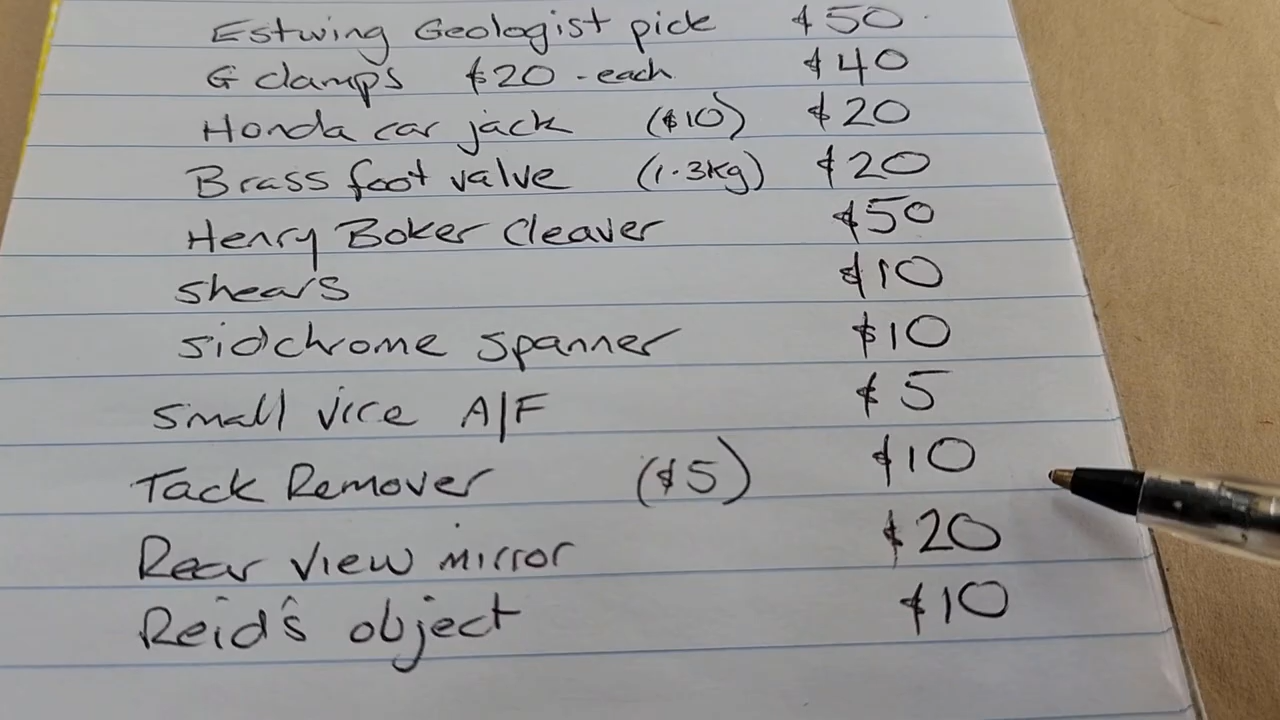 Estwing Geologist pick $50
G clamps $20 - each $40
Honda car jack ($10) $20
Brass foot valve (1.3kg) $20
Henry Boker Cleaver $50
shears $10
sidchrome spanner $10
small vice A/F $5
Tack Remover ($5) $10
Rear view mirror $20
Reid's object $10